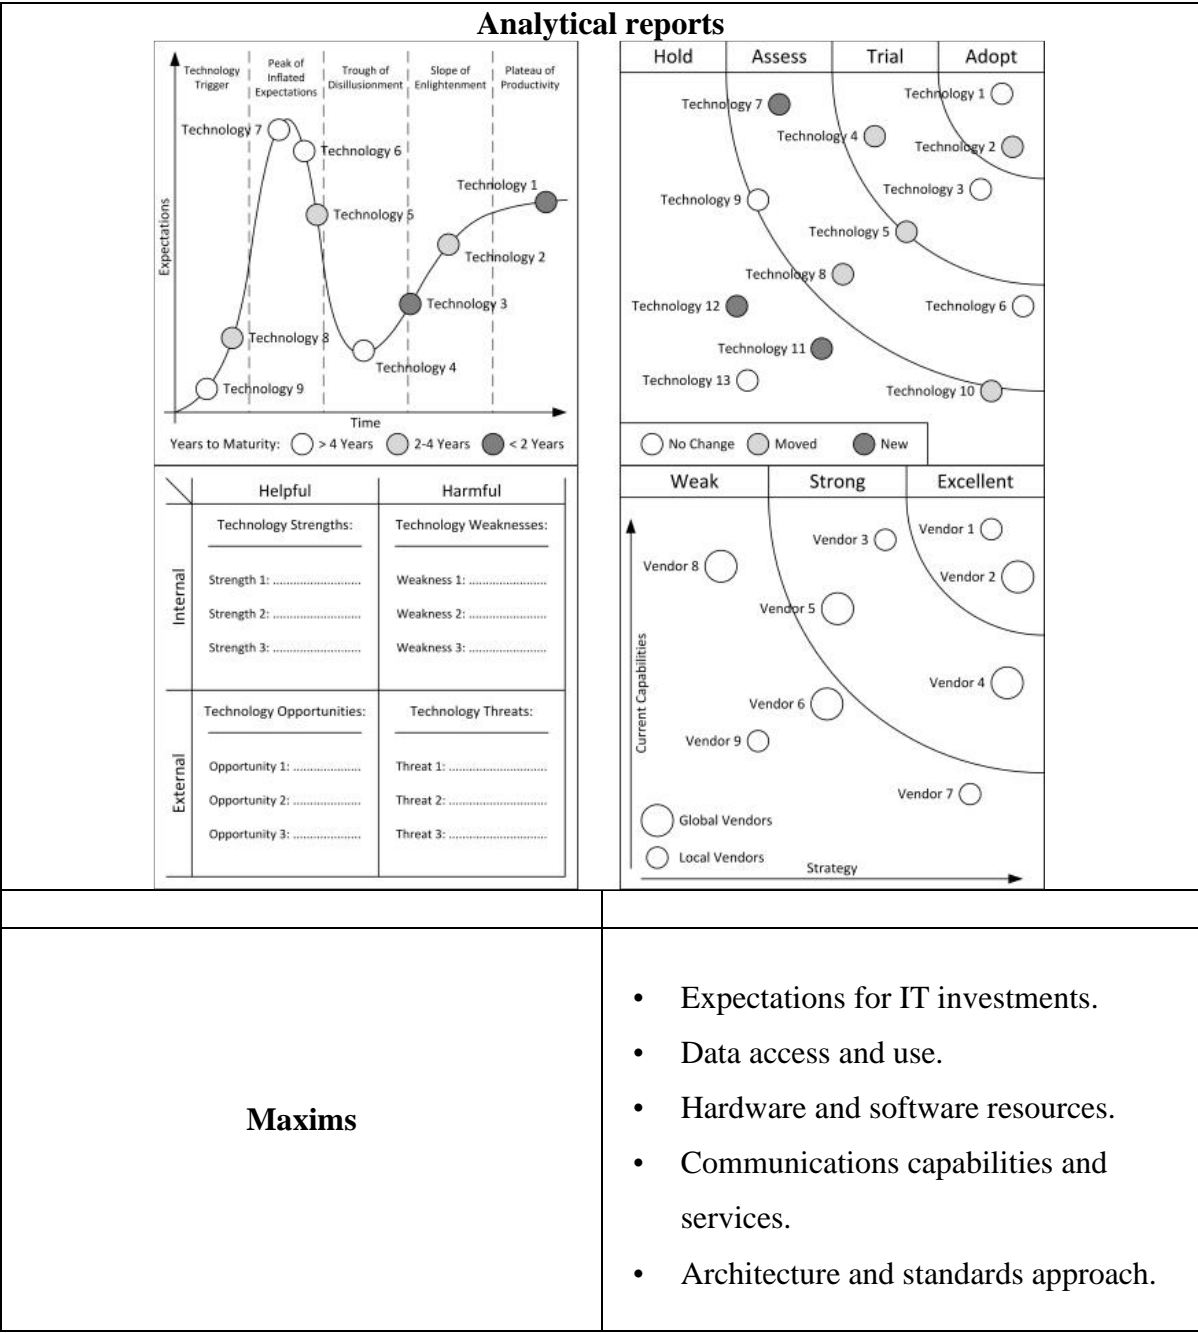 Analytical reports
Technology Trigger
Peak of Inflated Expectations
Trough of Disillusionment
Slope of Enlightenment
Plateau of Productivity
Technology 7
Technology 6
Technology 5
Technology 1
Technology 2
Technology 3
Technology 8
Technology 4
Technology 9
Expectations
Time
Years to Maturity: > 4 Years 2-4 Years < 2 Years
Hold Assess Trial Adopt
Technology 1
Technology 7
Technology 4
Technology 2
Technology 3
Technology 9
Technology 5
Technology 8
Technology 12
Technology 6
Technology 11
Technology 13
Technology 10
No Change Moved New
Helpful Harmful
Internal
Technology Strengths:
Strength 1: ..........................
Strength 2: ..........................
Strength 3: ..........................
Technology Weaknesses:
Weakness 1: .......................
Weakness 2: .......................
Weakness 3: .......................
External
Technology Opportunities:
Opportunity 1: ....................
Opportunity 2: ....................
Opportunity 3: ....................
Technology Threats:
Threat 1: .............................
Threat 2: .............................
Threat 3: .............................
Weak Strong Excellent
Vendor 1
Vendor 3
Vendor 8
Vendor 2
Vendor 5
Vendor 4
Vendor 6
Vendor 9
Vendor 7
Current Capabilities
Global Vendors
Local Vendors
Strategy
Maxims
• Expectations for IT investments.
• Data access and use.
• Hardware and software resources.
• Communications capabilities and
services.
• Architecture and standards approach.